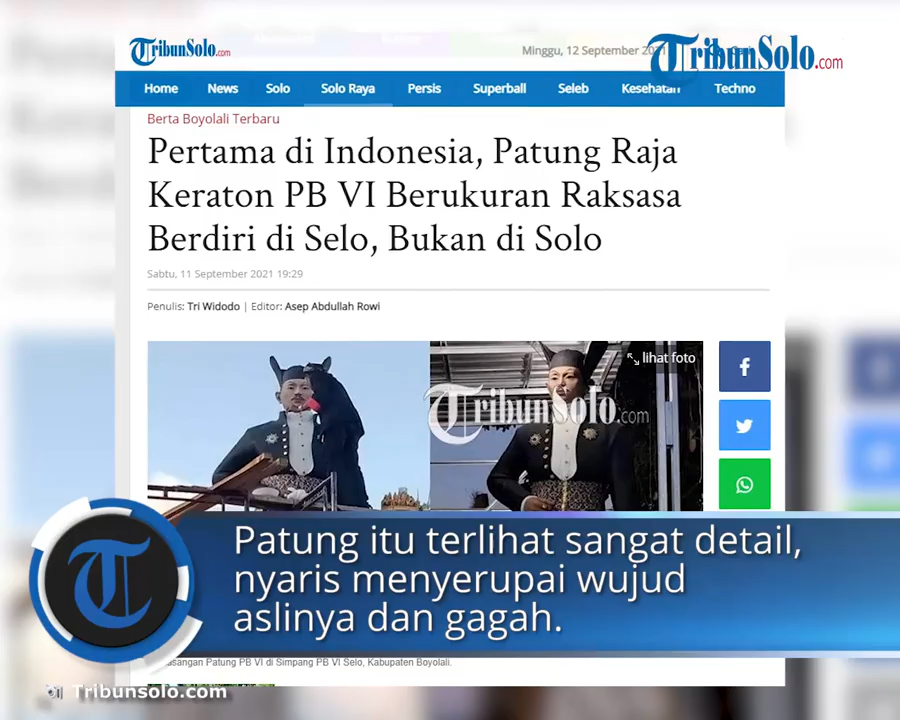 TribunSolo.com
Minggu, 12 September 2021
TribunSolo.com
Home News Solo Solo Raya Persis Superball Seleb Kesehatan Techno
Berta Boyolali Terbaru
Pertama di Indonesia, Patung Raja
Keraton PB VI Berukuran Raksasa
Berdiri di Selo, Bukan di Solo
Sabtu, 11 September 2021 19:29
Penulis: Tri Widodo | Editor: Asep Abdullah Rowi
lihat foto
TribunSolo.com
Patung itu terlihat sangat detail,
nyaris menyerupai wujud
aslinya dan gagah.
Patung PB VI di Simpang PB VI Selo, Kabupaten Boyolali.
Tribunsolo.com